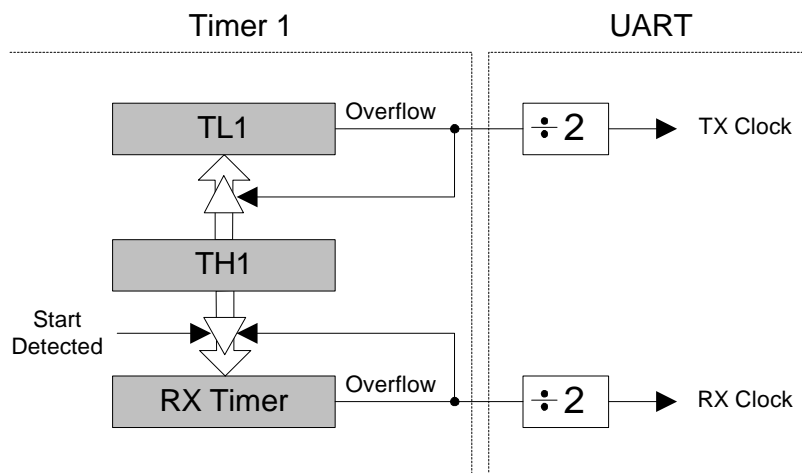 Timer 1
UART
TL1
Overflow
÷ 2
TX Clock
TH1
Start
Detected
RX Timer
Overflow
÷ 2
RX Clock